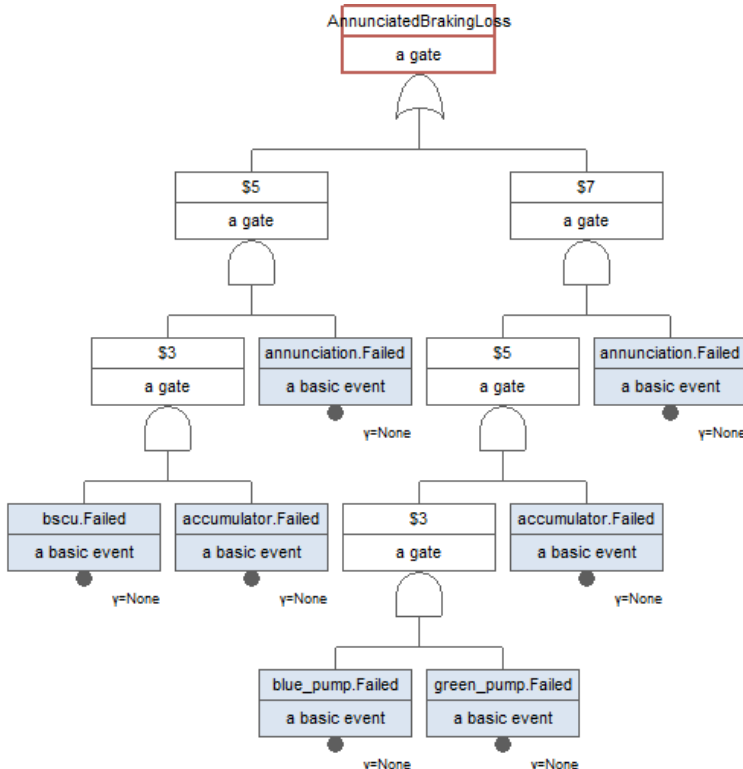 AnnunciatedBrakingLoss
a gate
$5
$7
a gate
a gate
$3
annunciation.Failed
$5
annunciation.Failed
a gate
a basic event
a gate
a basic event
γ=None
γ=None
bscu.Failed
accumulator.Failed
$3
accumulator.Failed
a basic event
a basic event
a gate
a basic event
γ=None
γ=None
γ=None
blue_pump.Failed
green_pump.Failed
a basic event
a basic event
γ=None
γ=None